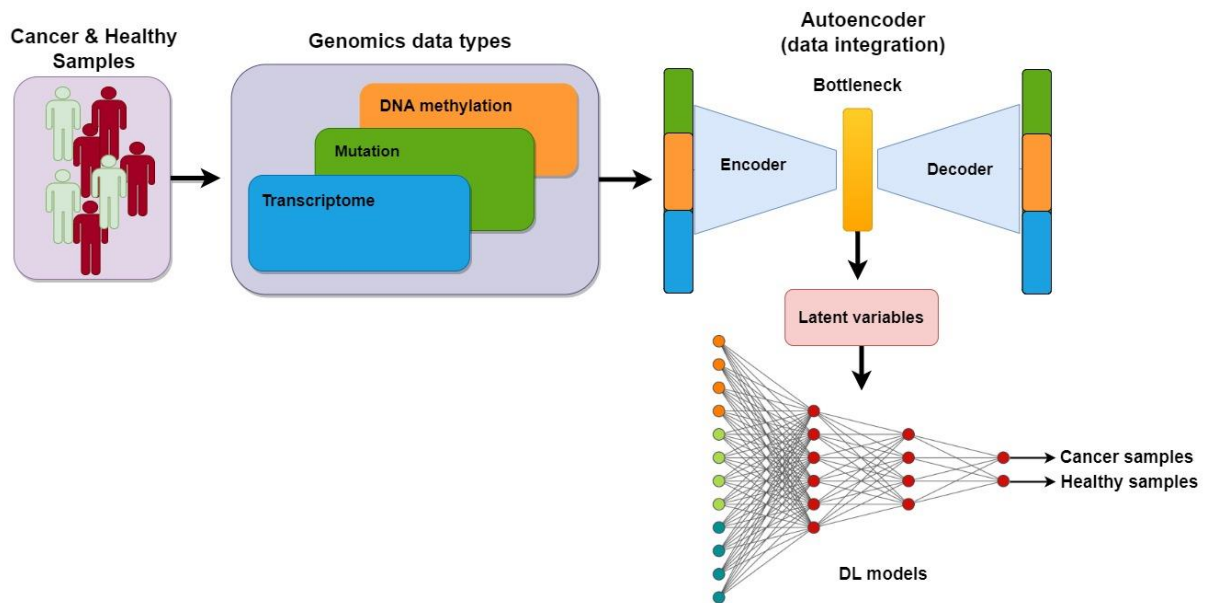 Cancer & Healthy
Samples
Genomics data types
DNA methylation
Mutation
Transcriptome
Autoencoder
(data integration)
Bottleneck
Encoder
Decoder
Latent variables
Cancer samples
Healthy samples
DL models